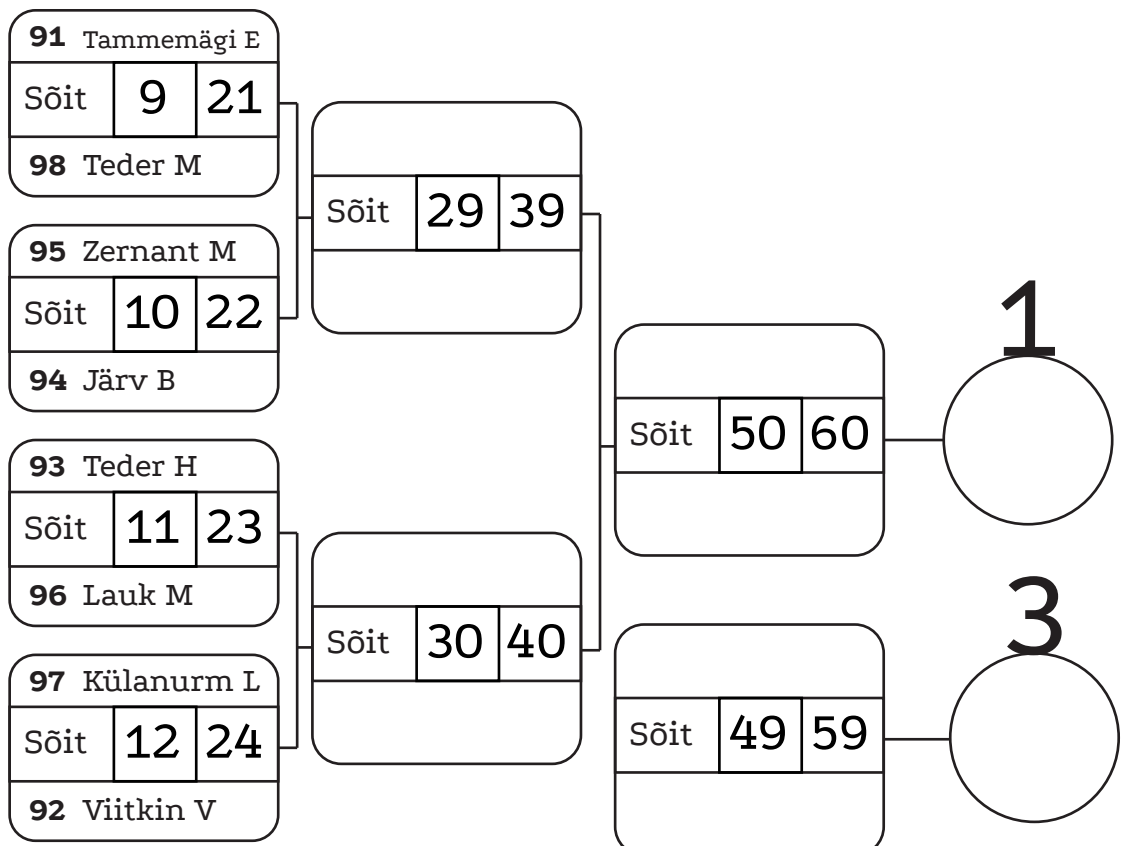 91 Tammemägi E
Sõit 9 21
98 Teder M
95 Zernant M
Sõit 10 22
94 Järv B
93 Teder H
Sõit 11 23
96 Lauk M
97 Külanurm L
Sõit 12 24
92 Viitkin V
Sõit 29 39
Sõit 30 40
Sõit 50 60
Sõit 49 59
1
3